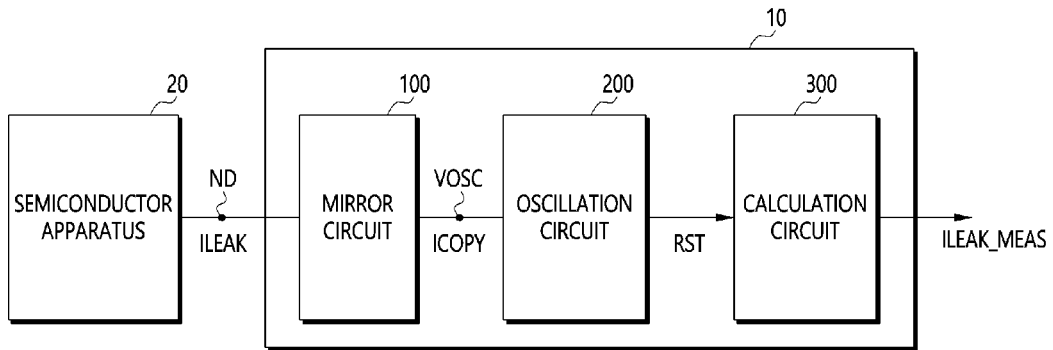 10
20
100
200
300
SEMICONDUCTOR
APPARATUS
ND
ILEAK
MIRROR
CIRCUIT
VOSC
ICOPY
OSCILLATION
CIRCUIT
RST
CALCULATION
CIRCUIT
ILEAK_MEAS